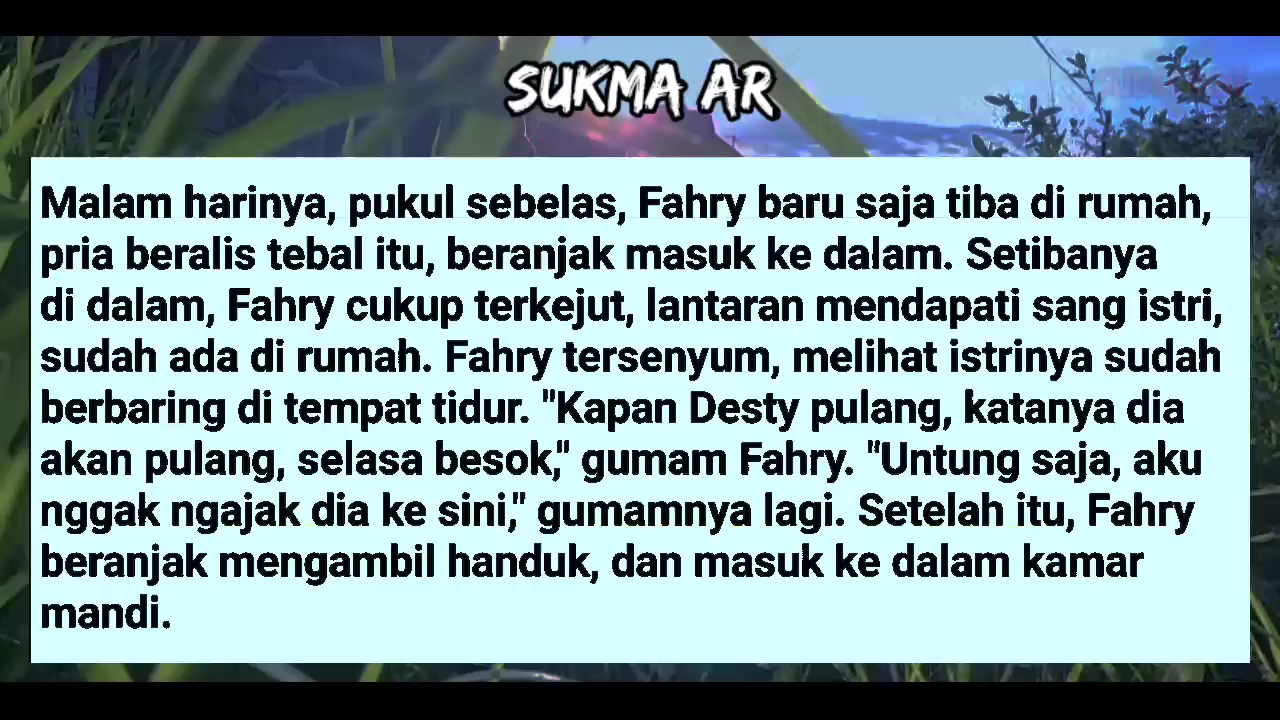 SUKMA AR
Malam harinya, pukul sebelas, Fahry baru saja tiba di rumah,
pria beralis tebal itu, beranjak masuk ke dalam. Setibanya
di dalam, Fahry cukup terkejut, lantaran mendapati sang istri,
sudah ada di rumah. Fahry tersenyum, melihat istrinya sudah
berbaring di tempat tidur. "Kapan Desty pulang, katanya dia
akan pulang, selasa besok," gumam Fahry. "Untung saja, aku
nggak ngajak dia ke sini," gumamnya lagi. Setelah itu, Fahry
beranjak mengambil handuk, dan masuk ke dalam kamar
mandi.